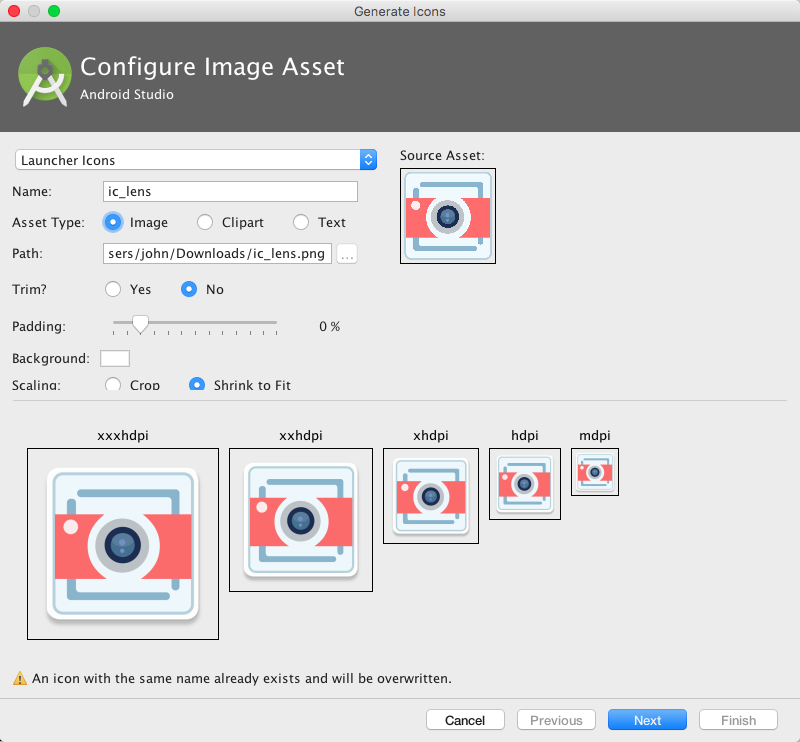 Generate Icons
Configure Image Asset
Android Studio
Launcher Icons
Source Asset:
Name: ic_lens
Asset Type: Image Clipart Text
Path: sers/john/Downloads/ic_lens.png ...
Trim? Yes No
Padding: 0 %
Background:
Scaling: Crop Shrink to Fit
xxxhdpi xxhdpi xhdpi hdpi mdpi
An icon with the same name already exists and will be overwritten.
Cancel Previous Next Finish